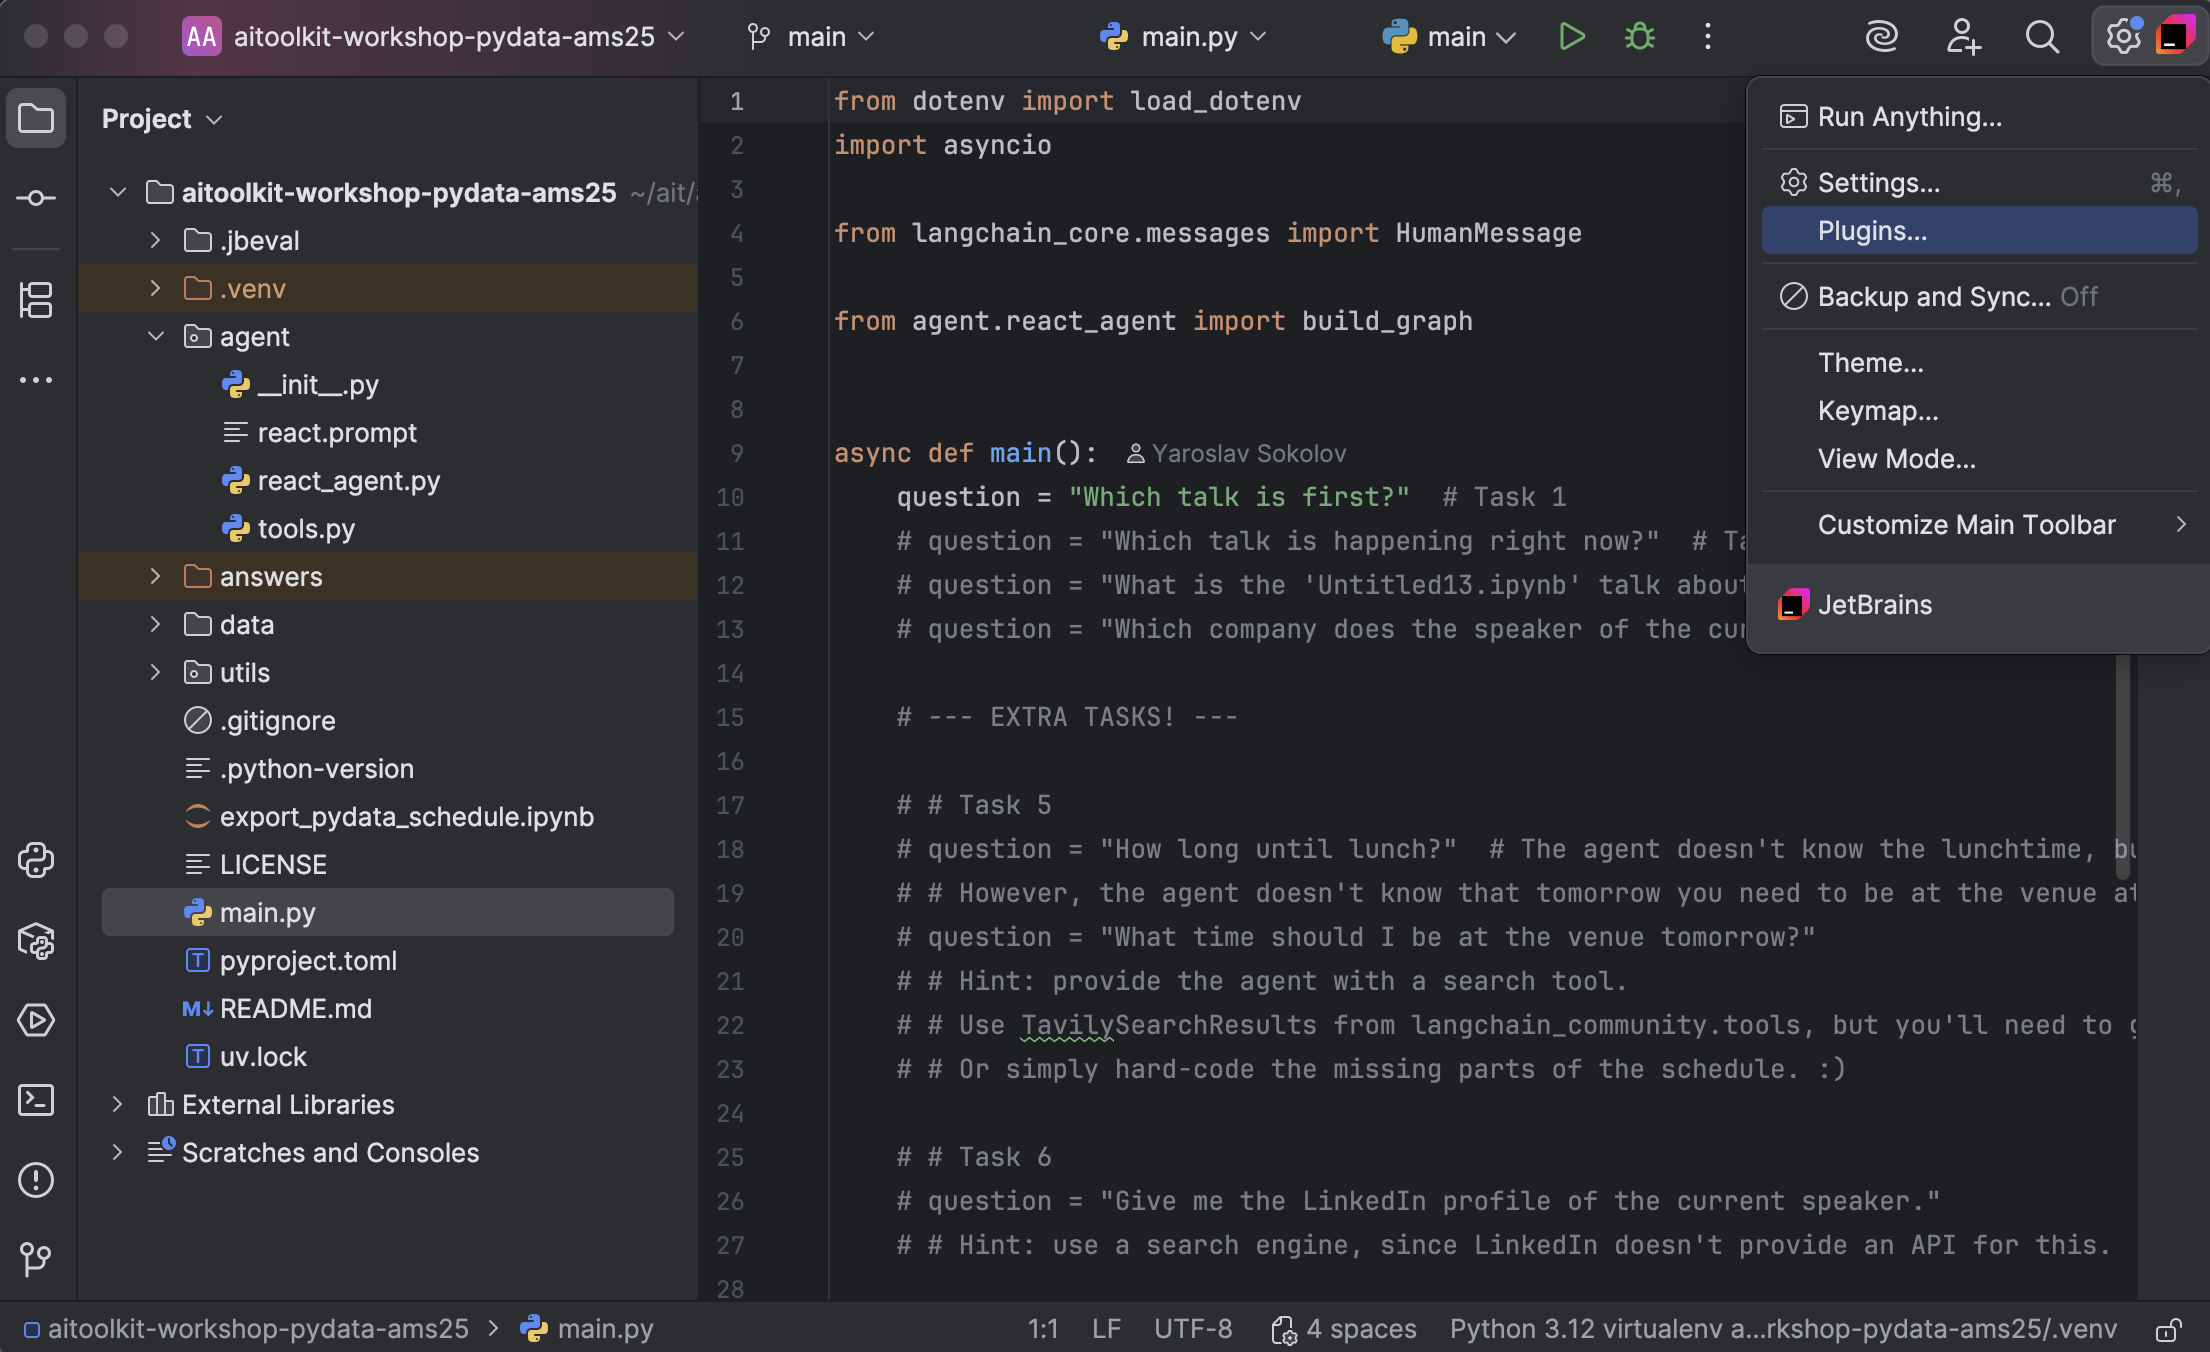 AA aitoolkit-workshop-pydata-ams25 main main.py main
Project
aitoolkit-workshop-pydata-ams25 ~/ait/
.jbeval
.venv
agent
__init__.py
react.prompt
react_agent.py
tools.py
answers
data
utils
.gitignore
.python-version
export_pydata_schedule.ipynb
LICENSE
main.py
pyproject.toml
README.md
uv.lock
External Libraries
Scratches and Consoles
1 from dotenv import load_dotenv
2 import asyncio
3
4 from langchain_core.messages import HumanMessage
5
6 from agent.react_agent import build_graph
7
8
9 async def main(): Yaroslav Sokolov
10 question = "Which talk is first?" # Task 1
11 # question = "Which talk is happening right now?" # Ta
12 # question = "What is the 'Untitled13.ipynb' talk about
13 # question = "Which company does the speaker of the cur
14
15 # --- EXTRA TASKS! ---
16
17 # # Task 5
18 # question = "How long until lunch?" # The agent doesn't know the lunchtime, bu
19 # # However, the agent doesn't know that tomorrow you need to be at the venue at
20 # question = "What time should I be at the venue tomorrow?"
21 # # Hint: provide the agent with a search tool.
22 # # Use TavilySearchResults from langchain_community.tools, but you'll need to g
23 # # Or simply hard-code the missing parts of the schedule. :)
24
25 # # Task 6
26 # question = "Give me the LinkedIn profile of the current speaker."
27 # # Hint: use a search engine, since LinkedIn doesn't provide an API for this.
28
Run Anything...
Settings... ⌘,
Plugins...
Backup and Sync... Off
Theme...
Keymap...
View Mode...
Customize Main Toolbar
JetBrains
aitoolkit-workshop-pydata-ams25 > main.py 1:1 LF UTF-8 4 spaces Python 3.12 virtualenv a...rkshop-pydata-ams25/.venv